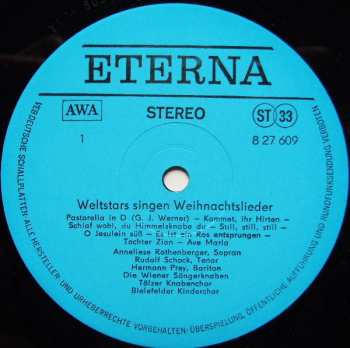 ETERNA
AWA
STEREO
ST 33
1
8 27 609
Weltstars singen Weihnachtslieder
Pastorella in D (G. J. Werner) – Kommet, ihr Hirten –
Schlaf wohl, du Himmelsknabe du – Still, still, still –
O Jesulein süß – Es ist ein Ros entsprungen –
Tochter Zion – Ave Maria
Anneliese Rothenberger, Sopran
Rudolf Schock, Tenor
Hermann Prey, Bariton
Die Wiener Sängerknaben
Tölzer Knabenchor
Bielefelder Kinderchor
VEB DEUTSCHE SCHALLPLATTEN · ALLE HERSTELLER- UND URHEBERRECHTE VORBEHALTEN · ÜBERSPIELUNG, ÖFFENTLICHE AUFFÜHRUNG UND RUNDFUNKSENDUNG VERBOTEN